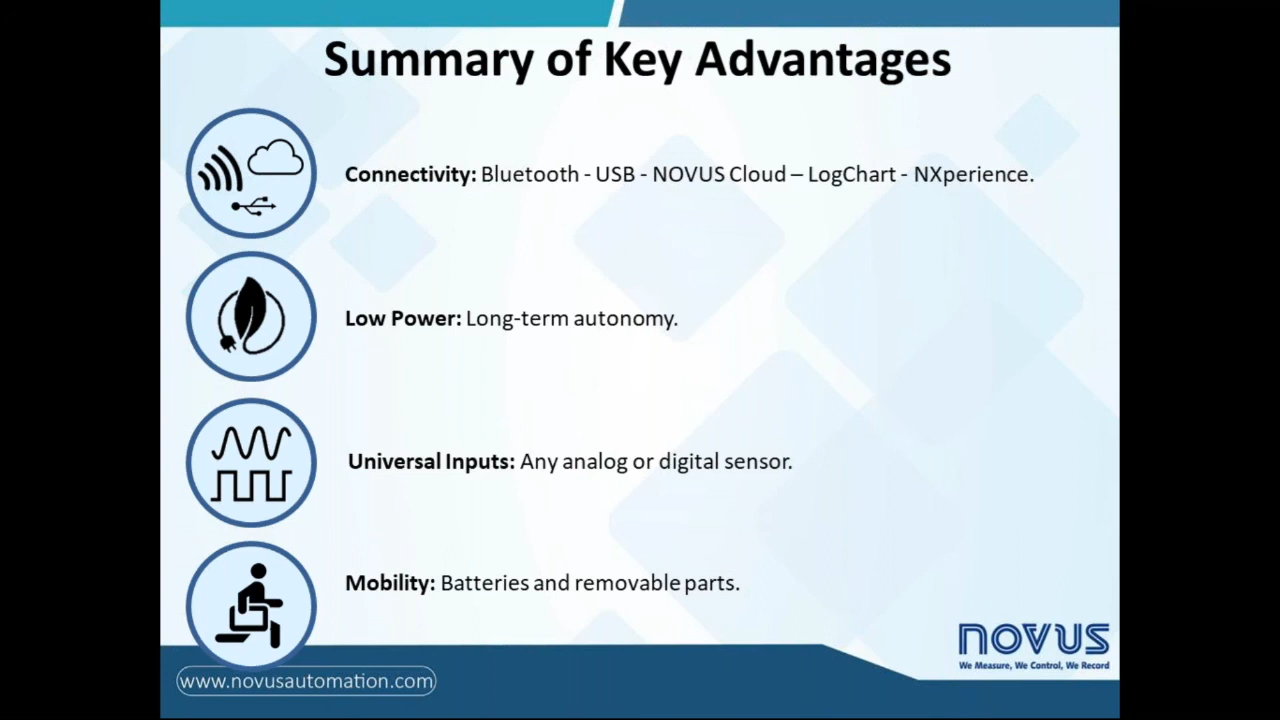 Summary of Key Advantages
Connectivity: Bluetooth - USB - NOVUS Cloud – LogChart - NXperience.
Low Power: Long-term autonomy.
Universal Inputs: Any analog or digital sensor.
Mobility: Batteries and removable parts.
NOVUS
We Measure, We Control, We Record
www.novusautomation.com